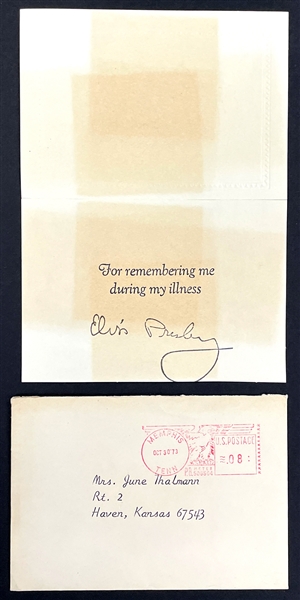 For remembering me
during my illness
Elvis Presley
MEMPHIS
OCT 30 73
TENN
U.S. POSTAGE
.08
Mrs. June Thalmann
Rt. 2
Haven, Kansas 67543